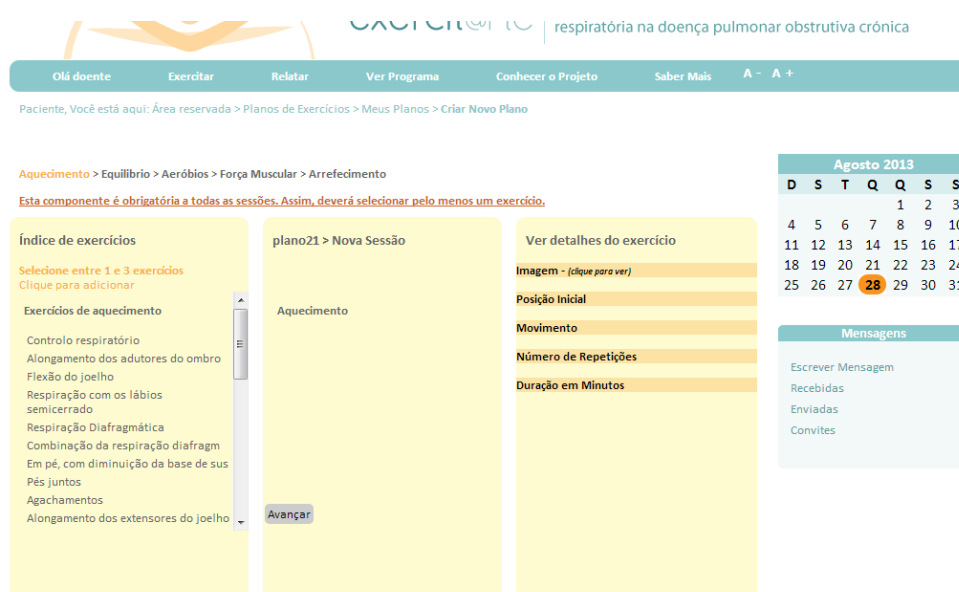 exercit@rte
respiratória na doença pulmonar obstrutiva crónica
Olá doente Exercitar Relatar Ver Programa Conhecer o Projeto Saber Mais A - A +
Paciente, Você está aqui: Área reservada > Planos de Exercícios > Meus Planos > Criar Novo Plano
Aquecimento > Equilibrio > Aeróbios > Força Muscular > Arrefecimento
Esta componente é obrigatória a todas as sessões. Assim, deverá selecionar pelo menos um exercício.
Índice de exercícios
Selecione entre 1 e 3 exercícios
Clique para adicionar
Exercícios de aquecimento
Controlo respiratório
Alongamento dos adutores do ombro
Flexão do joelho
Respiração com os lábios
semicerrado
Respiração Diafragmática
Combinação da respiração diafragm
Em pé, com diminuição da base de sus
Pés juntos
Agachamentos
Alongamento dos extensores do joelho
plano21 > Nova Sessão
Aquecimento
Avançar
Ver detalhes do exercício
Imagem - (clique para ver)
Posição Inicial
Movimento
Número de Repetições
Duração em Minutos
Agosto 2013
D S T Q Q S S
1 2 3
4 5 6 7 8 9 10
11 12 13 14 15 16 17
18 19 20 21 22 23 24
25 26 27 28 29 30 31
Mensagens
Escrever Mensagem
Recebidas
Enviadas
Convites